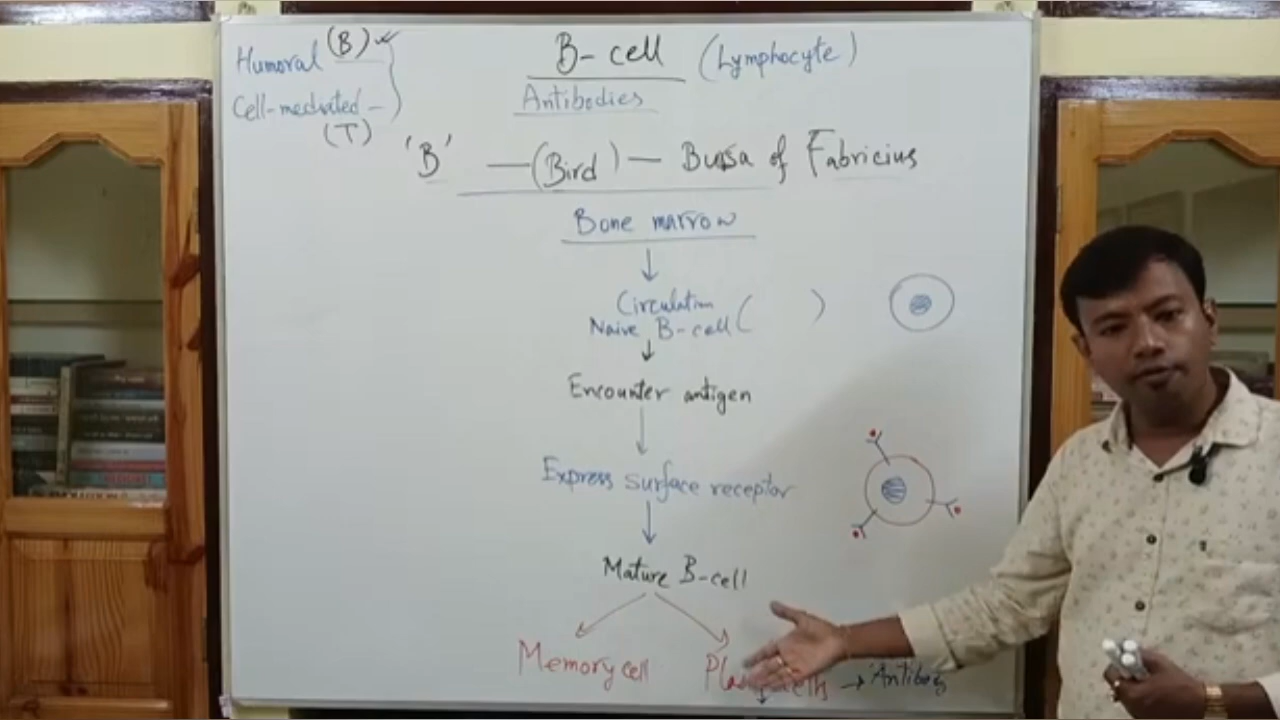 Humoral (B)
Cell-mediated -
(T)
B-cell (Lymphocyte)
Antibodies
'B' —(Bird)— Bursa of Fabricius
Bone marrow
Circulation
Naive B-cell ( )
Encounter antigen
Express surface receptor
Mature B-cell
Memory cell